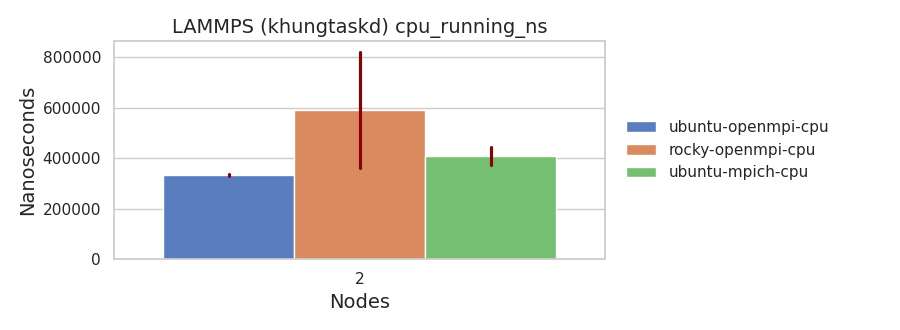 LAMMPS (khungtaskd) cpu_running_ns
800000
600000
400000
200000
0
Nanoseconds
2
Nodes
ubuntu-openmpi-cpu
rocky-openmpi-cpu
ubuntu-mpich-cpu